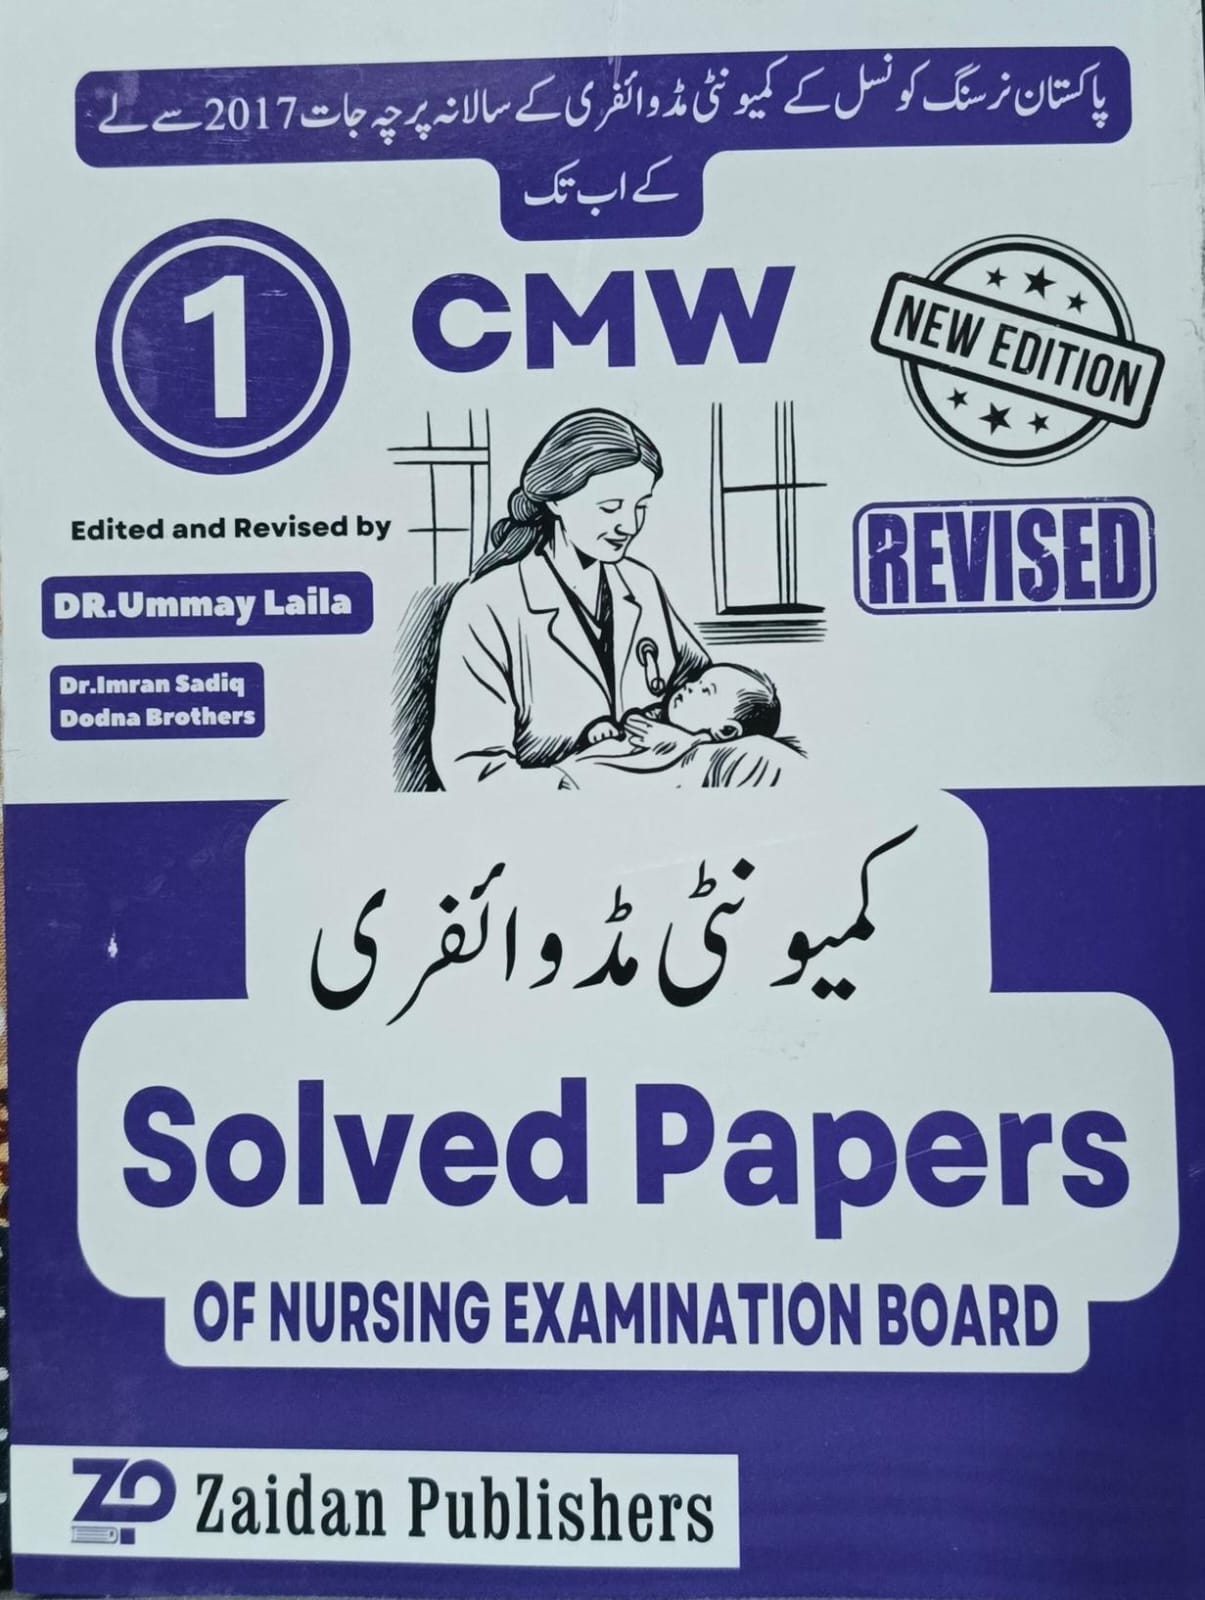 پاکستان نرسنگ کونسل کے کمیونٹی مڈوائفری کے سالانہ پرچہ جات 2017 سے لے
کے اب تک
1
CMW
NEW EDITION
Edited and Revised by
REVISED
DR.Ummay Laila
Dr.Imran Sadiq
Dodna Brothers
کمیونٹی مڈوائفری
Solved Papers
OF NURSING EXAMINATION BOARD
ZP Zaidan Publishers